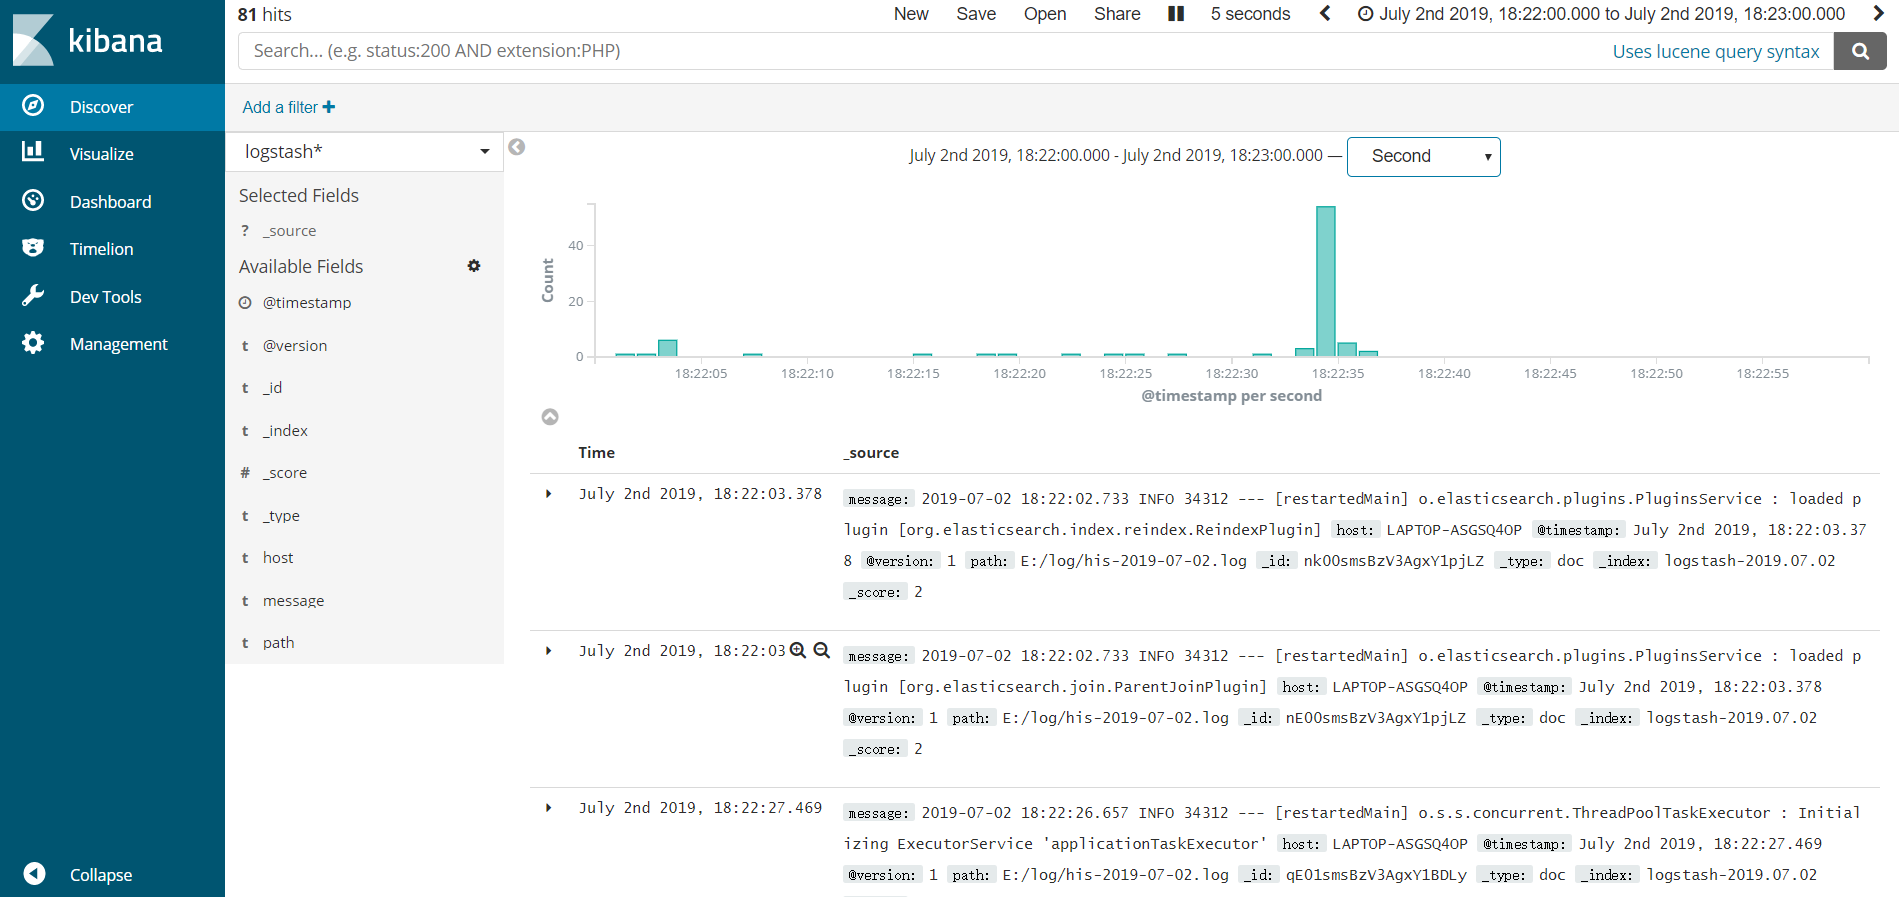 kibana
Discover
Visualize
Dashboard
Timelion
Dev Tools
Management
Collapse
81 hits
New Save Open Share 5 seconds July 2nd 2019, 18:22:00.000 to July 2nd 2019, 18:23:00.000
Search... (e.g. status:200 AND extension:PHP) Uses lucene query syntax
Add a filter
logstash*
Selected Fields
? _source
Available Fields
@timestamp
t @version
t _id
t _index
# _score
t _type
t host
t message
t path
July 2nd 2019, 18:22:00.000 - July 2nd 2019, 18:23:00.000 — Second
Count
40
20
0
18:22:05 18:22:10 18:22:15 18:22:20 18:22:25 18:22:30 18:22:35 18:22:40 18:22:45 18:22:50 18:22:55
@timestamp per second
Time _source
July 2nd 2019, 18:22:03.378 message: 2019-07-02 18:22:02.733 INFO 34312 --- [restartedMain] o.elasticsearch.plugins.PluginsService : loaded p
lugin [org.elasticsearch.index.reindex.ReindexPlugin] host: LAPTOP-ASGSQ4OP @timestamp: July 2nd 2019, 18:22:03.37
8 @version: 1 path: E:/log/his-2019-07-02.log _id: nk00smsBzV3AgxY1pjLZ _type: doc _index: logstash-2019.07.02
_score: 2
July 2nd 2019, 18:22:03 message: 2019-07-02 18:22:02.733 INFO 34312 --- [restartedMain] o.elasticsearch.plugins.PluginsService : loaded p
lugin [org.elasticsearch.join.ParentJoinPlugin] host: LAPTOP-ASGSQ4OP @timestamp: July 2nd 2019, 18:22:03.378
@version: 1 path: E:/log/his-2019-07-02.log _id: nE00smsBzV3AgxY1pjLZ _type: doc _index: logstash-2019.07.02
_score: 2
July 2nd 2019, 18:22:27.469 message: 2019-07-02 18:22:26.657 INFO 34312 --- [restartedMain] o.s.s.concurrent.ThreadPoolTaskExecutor : Initial
izing ExecutorService 'applicationTaskExecutor' host: LAPTOP-ASGSQ4OP @timestamp: July 2nd 2019, 18:22:27.469
@version: 1 path: E:/log/his-2019-07-02.log _id: qE01smsBzV3AgxY1BDLy _type: doc _index: logstash-2019.07.02